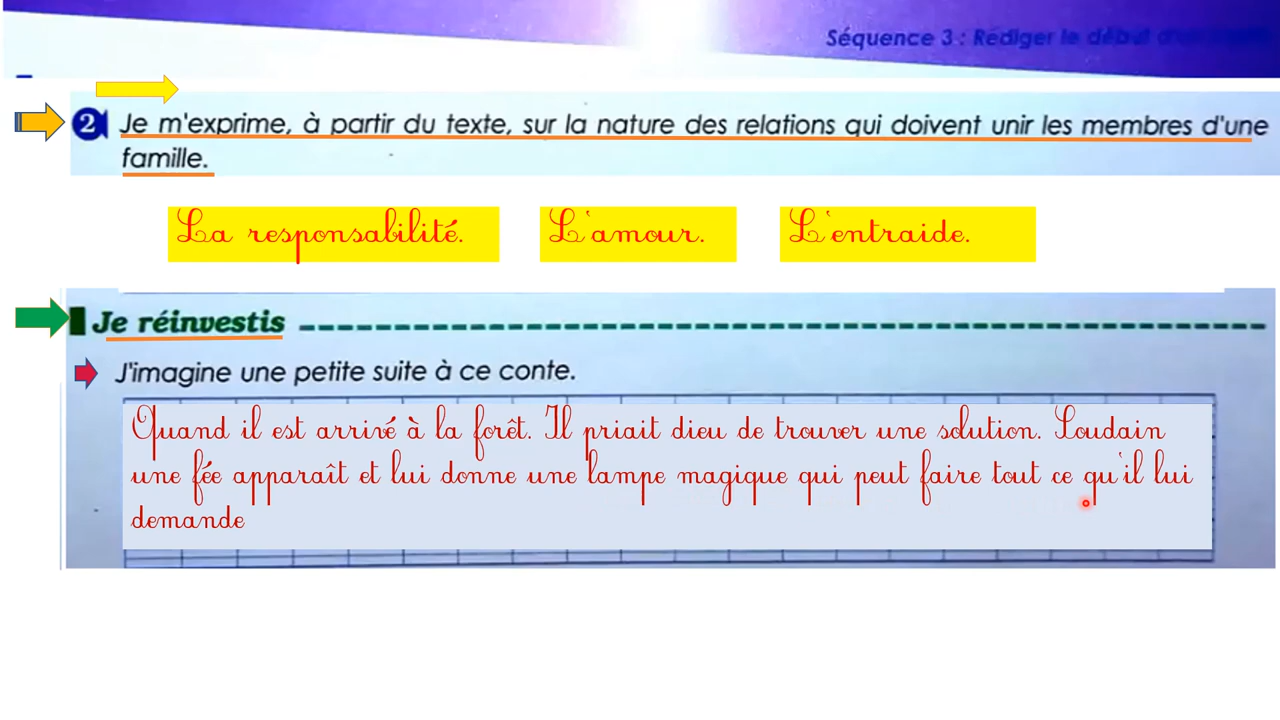 Séquence 3 : Rédiger le début d'un
2 Je m'exprime, à partir du texte, sur la nature des relations qui doivent unir les membres d'une
famille.
La responsabilité. L'amour. L'entraide.
Je réinvestis
J'imagine une petite suite à ce conte.
Quand il est arrivé à la forêt. Il priait dieu de trouver une solution. Soudain
une fée apparaît et lui donne une lampe magique qui peut faire tout ce qu'il lui
demande